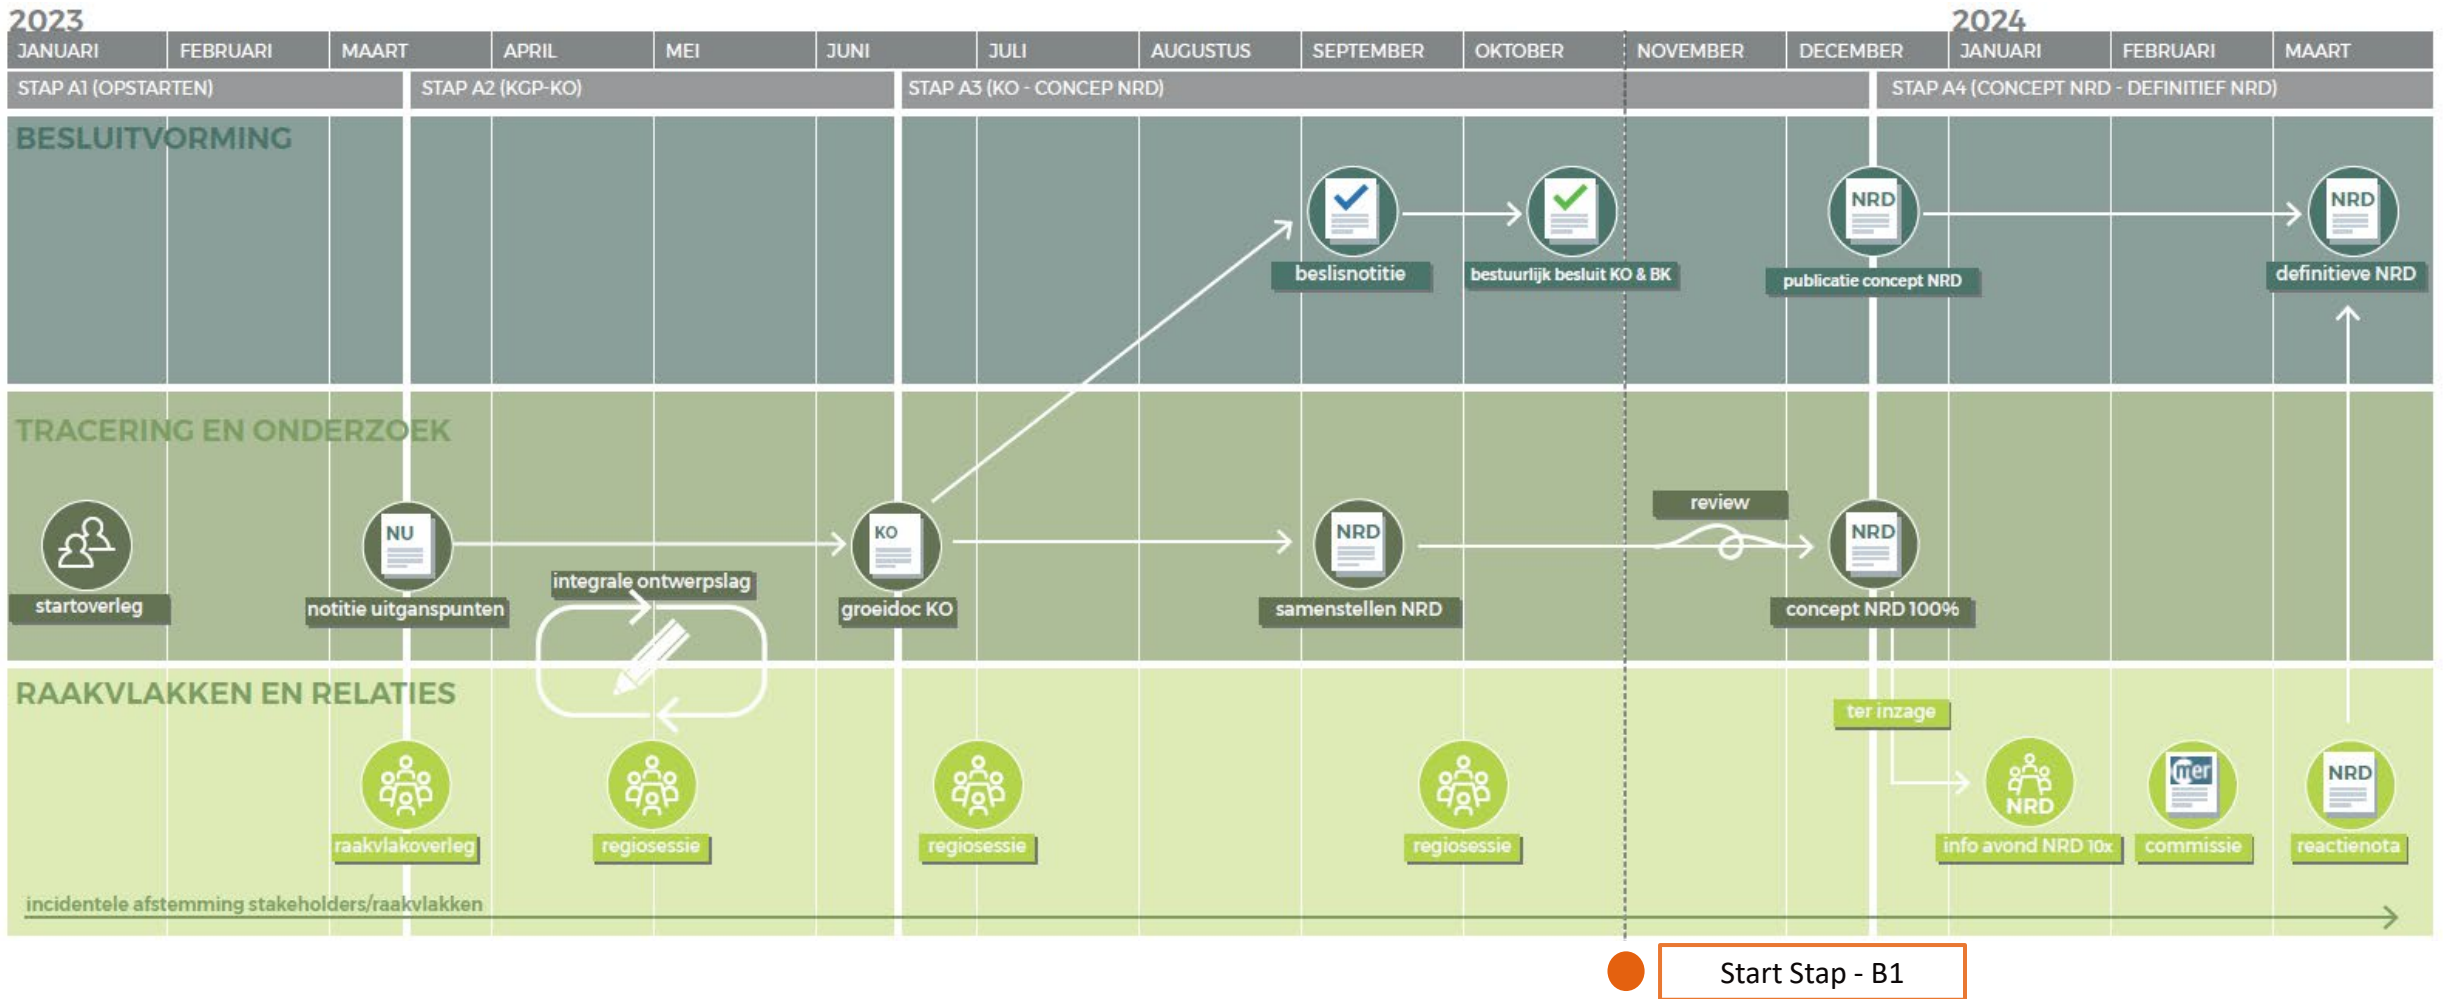 2023
2024
JANUARI
FEBRUARI
MAART
APRIL
MEI
JUNI
JULI
AUGUSTUS
SEPTEMBER
OKTOBER
NOVEMBER
DECEMBER
JANUARI
FEBRUARI
MAART
STAP A1 (OPSTARTEN)
STAP A2 (KGP-KO)
STAP A3 (KO - CONCEP NRD)
STAP A4 (CONCEPT NRD - DEFINITIEF NRD)
BESLUITVORMING
NRD
NRD
beslisnotitie
bestuurlijk besluit KO & BK
publicatie concept NRD
definitieve NRD
TRACERING EN ONDERZOEK
review
NU
KO
NRD
NRD
integrale ontwerpslag
startoverleg
notitie uitganspunten
groeidoc KO
samenstellen NRD
concept NRD 100%
RAAKVLAKKEN EN RELATIES
ter inzage
NRD
mer
NRD
raakvlakoverleg
regiosessie
regiosessie
regiosessie
info avond NRD 10x
commissie
reactienota
incidentele afstemming stakeholders/raakvlakken
Start Stap - B1